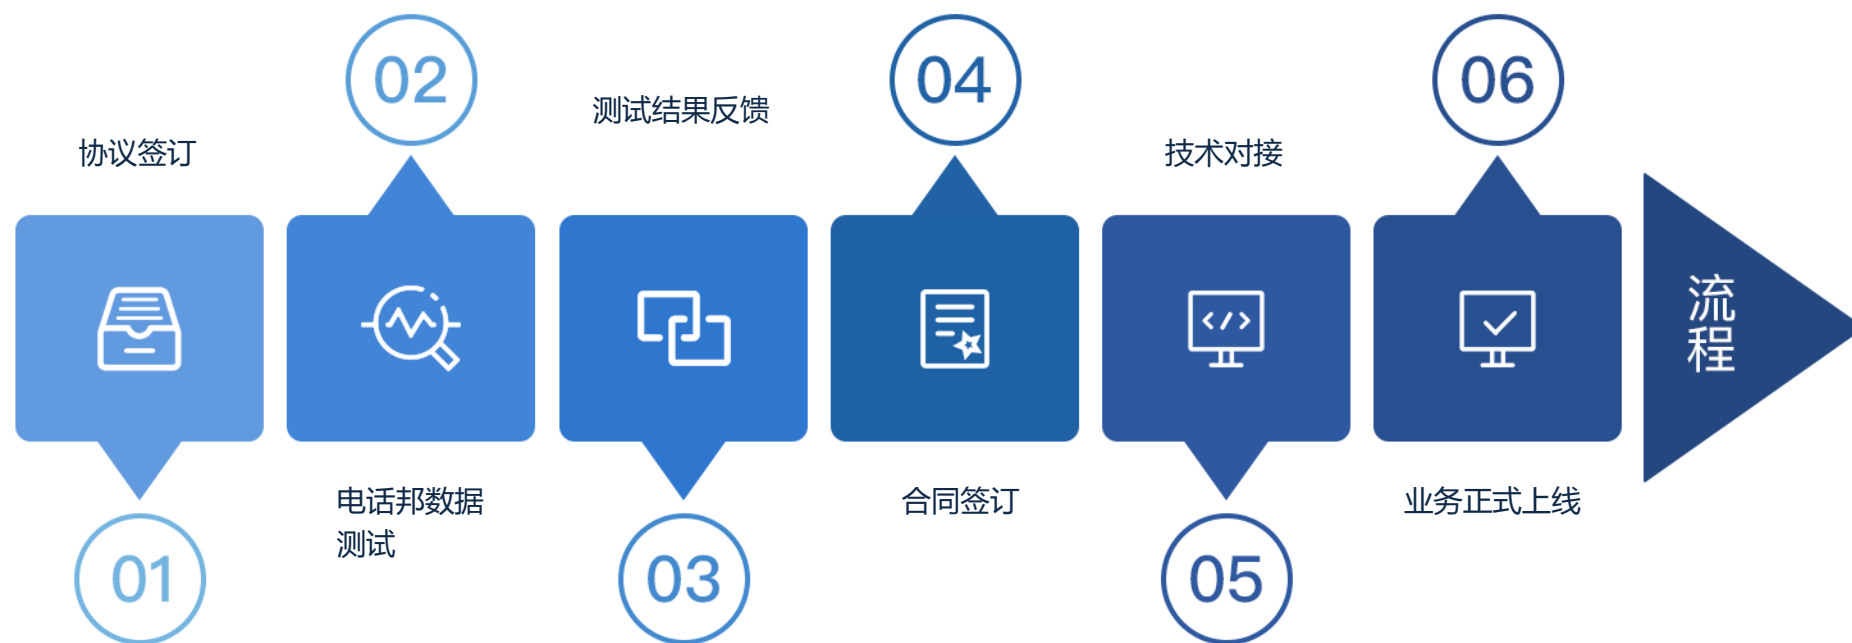 协议签订
01
02
电话邦数据
测试
测试结果反馈
03
04
合同签订
技术对接
05
06
业务正式上线
流程